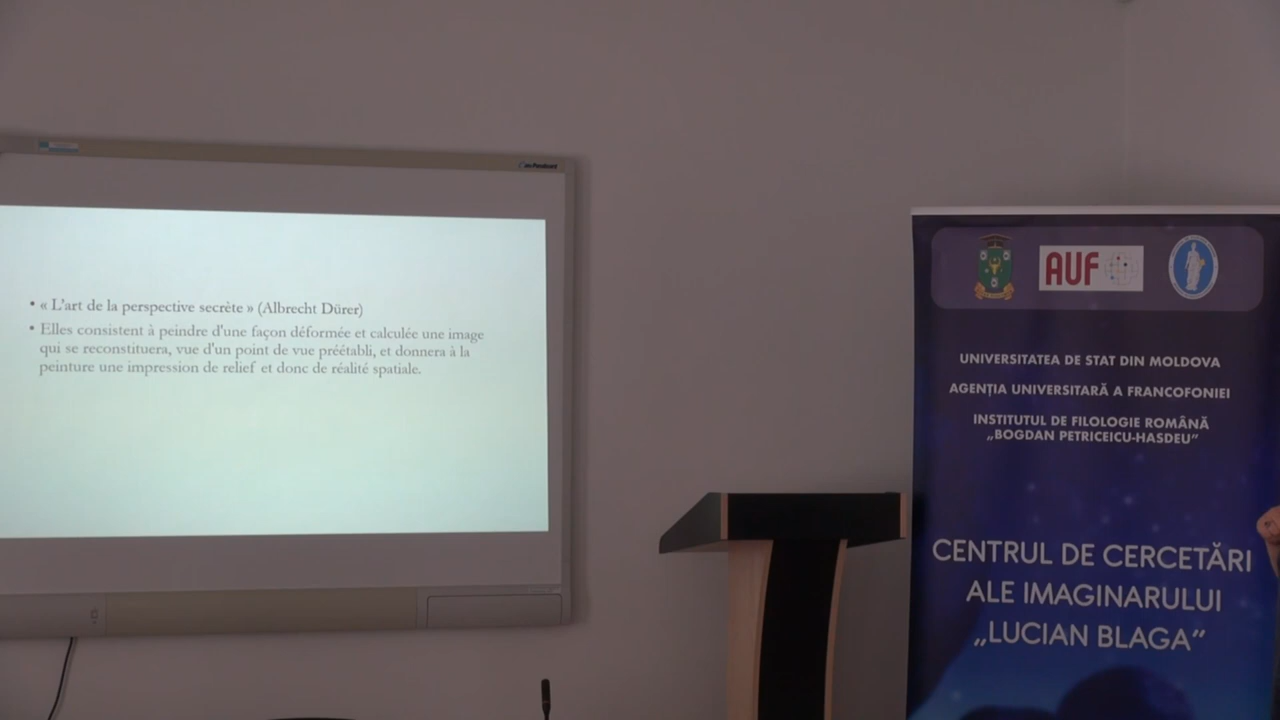 • « L'art de la perspective secrète » (Albrecht Dürer)
• Elles consistent à peindre d'une façon déformée et calculée une image
qui se reconstituera, vue d'un point de vue préétabli, et donnera à la
peinture une impression de relief et donc de réalité spatiale.
AUF
UNIVERSITATEA DE STAT DIN MOLDOVA
AGENȚIA UNIVERSITARĂ A FRANCOFONIEI
INSTITUTUL DE FILOLOGIE ROMÂNĂ
„BOGDAN PETRICEICU-HASDEU”
CENTRUL DE CERCETĂRI
ALE IMAGINARULUI
„LUCIAN BLAGA”